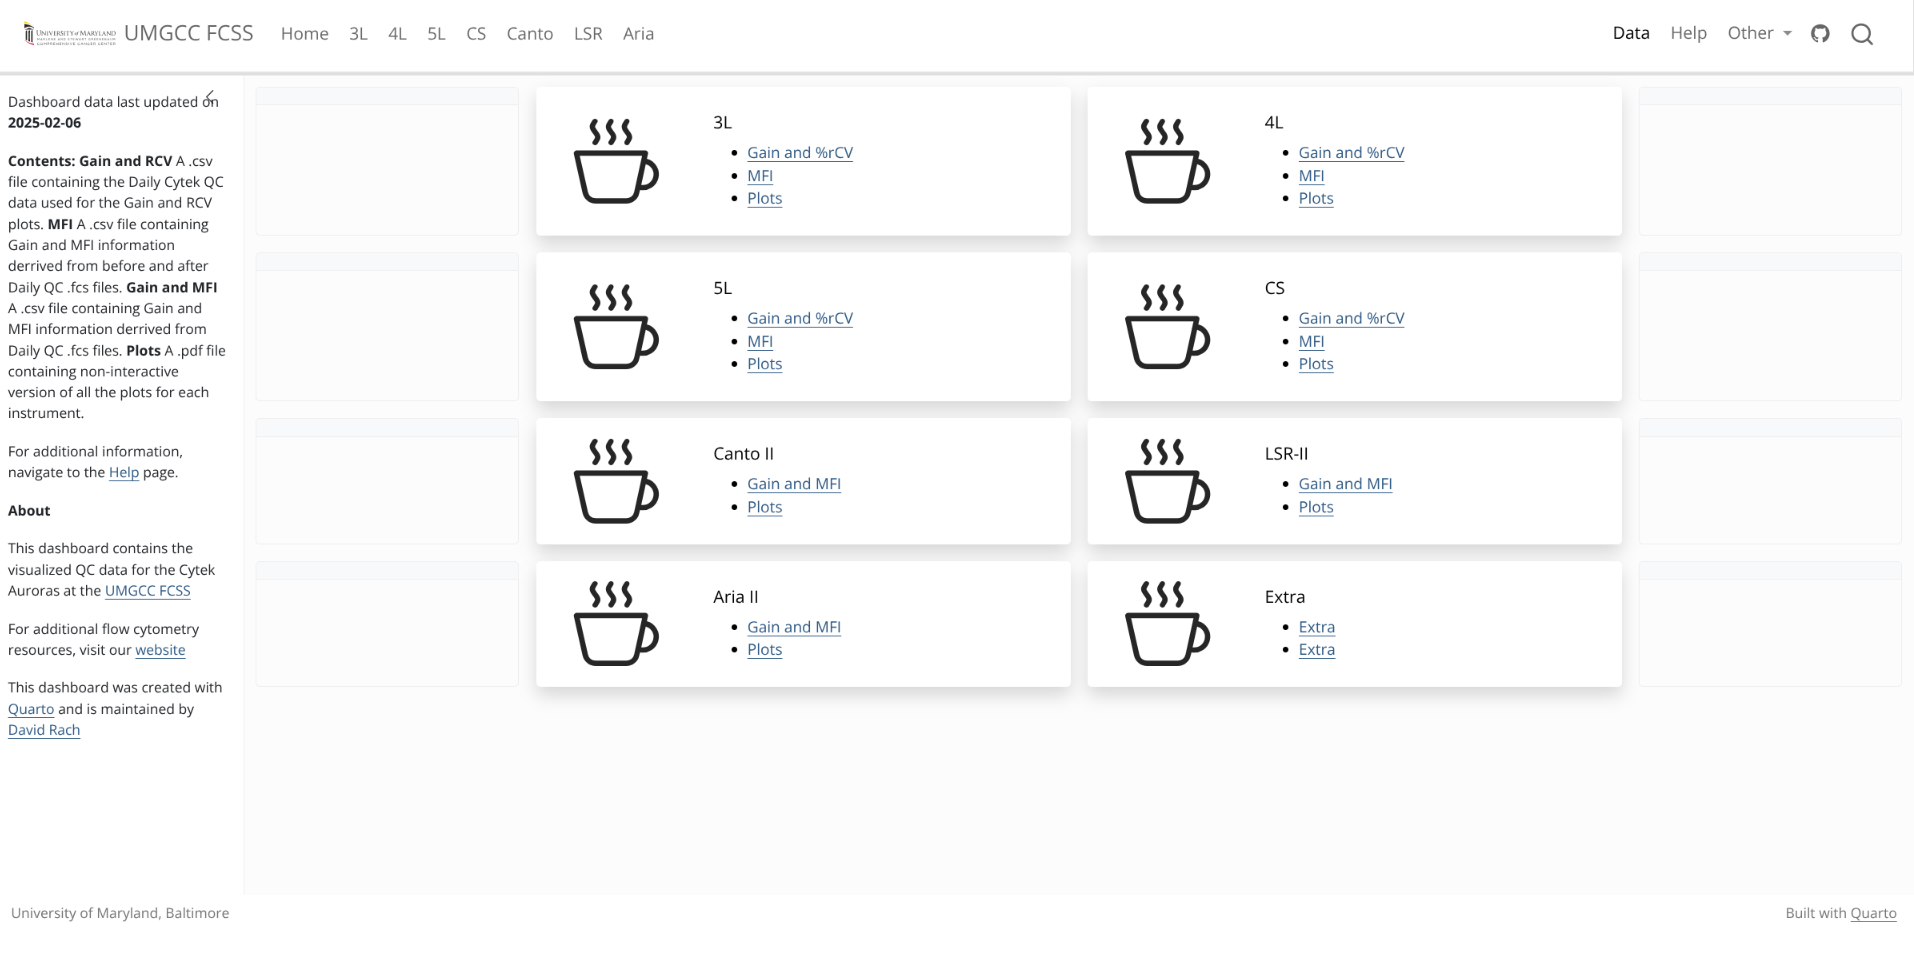 UNIVERSITY of MARYLAND
UMGCC FCSS
Home 3L 4L 5L CS Canto LSR Aria
Data Help Other
Dashboard data last updated on
2025-02-06
Contents: Gain and RCV A .csv
file containing the Daily Cytek QC
data used for the Gain and RCV
plots. MFI A .csv file containing
Gain and MFI information
derrived from before and after
Daily QC .fcs files. Gain and MFI
A .csv file containing Gain and
MFI information derrived from
Daily QC .fcs files. Plots A .pdf file
containing non-interactive
version of all the plots for each
instrument.
For additional information,
navigate to the Help page.
About
This dashboard contains the
visualized QC data for the Cytek
Auroras at the UMGCC FCSS
For additional flow cytometry
resources, visit our website
This dashboard was created with
Quarto and is maintained by
David Rach
3L
Gain and %rCV
MFI
Plots
4L
Gain and %rCV
MFI
Plots
5L
Gain and %rCV
MFI
Plots
CS
Gain and %rCV
MFI
Plots
Canto II
Gain and MFI
Plots
LSR-II
Gain and MFI
Plots
Aria II
Gain and MFI
Plots
Extra
Extra
Extra
University of Maryland, Baltimore
Built with Quarto